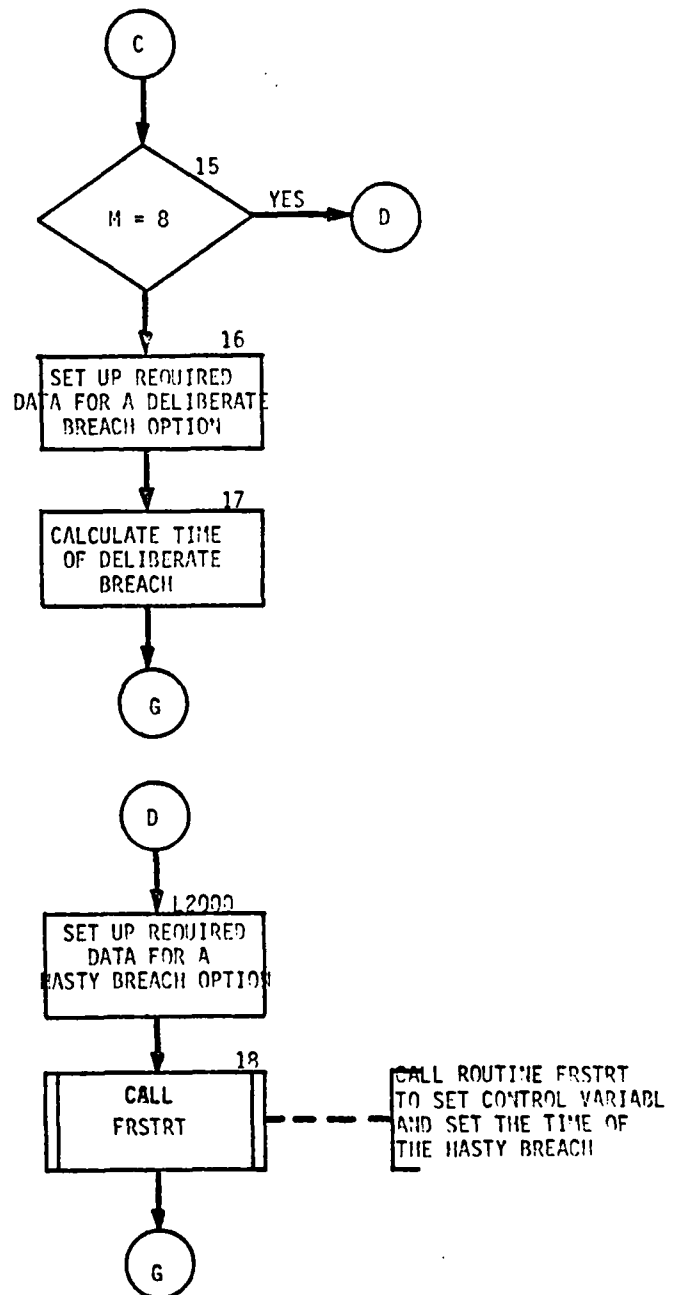 C
15
M = 8
YES
D
16
SET UP REQUIRED
DATA FOR A DELIBERATE
BREACH OPTION
17
CALCULATE TIME
OF DELIBERATE
BREACH
G
D
L2000
SET UP REQUIRED
DATA FOR A
HASTY BREACH OPTION
18
CALL
FRSTRT
CALL ROUTINE FRSTRT
TO SET CONTROL VARIABL
AND SET THE TIME OF
THE HASTY BREACH
G